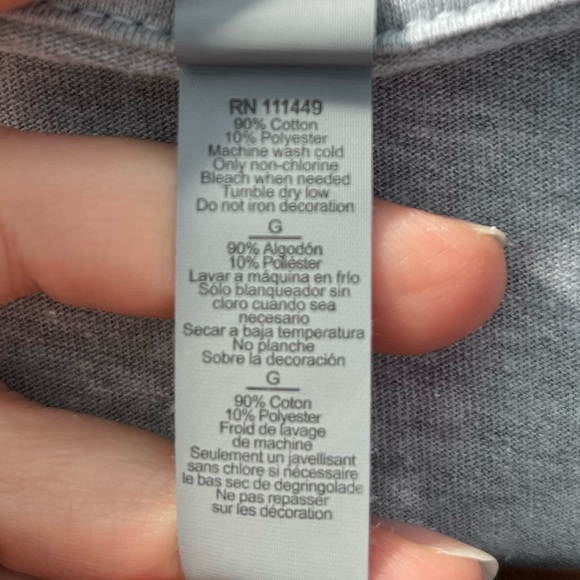 RN 111449
90% Cotton
10% Polyester
Machine wash cold
Only non-chlorine
Bleach when needed
Tumble dry low
Do not iron decoration
G
90% Algodón
10% Poliéster
Lavar a máquina en frío
Sólo blanqueador sin
cloro cuando sea
necesario
Secar a baja temperatura
No planche
Sobre la decoración
G
90% Coton
10% Polyester
Froid de lavage
de machine
Seulement un javellisant
sans chlore si nécessaire
le bas sec de degringolade
Ne pas repasser
sur les décoration